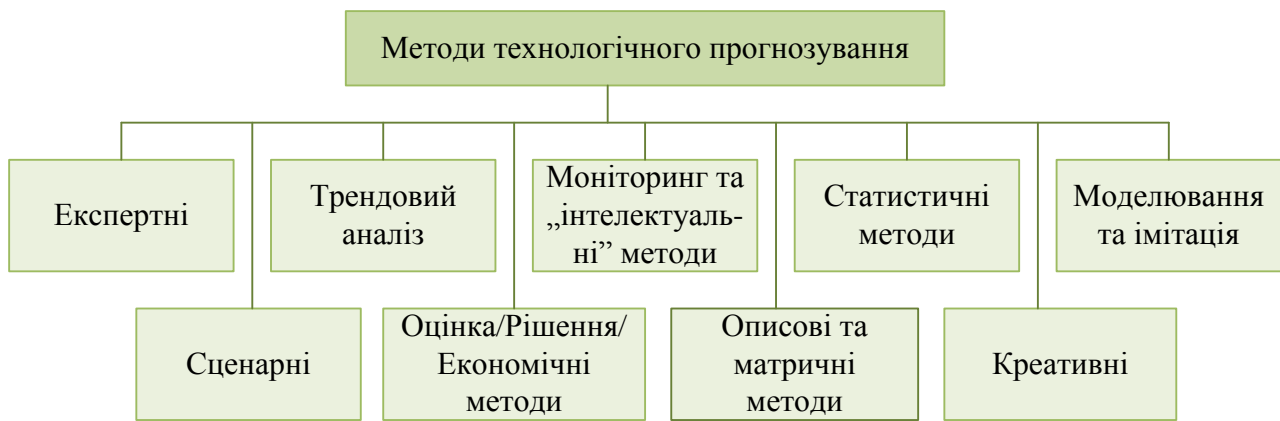 Методи технологічного прогнозування
Експертні
Трендовий
аналіз
Моніторинг та
„інтелектуаль-
ні” методи
Статистичні
методи
Моделювання
та імітація
Сценарні
Оцінка/Рішення/
Економічні
методи
Описові та
матричні
методи
Креативні